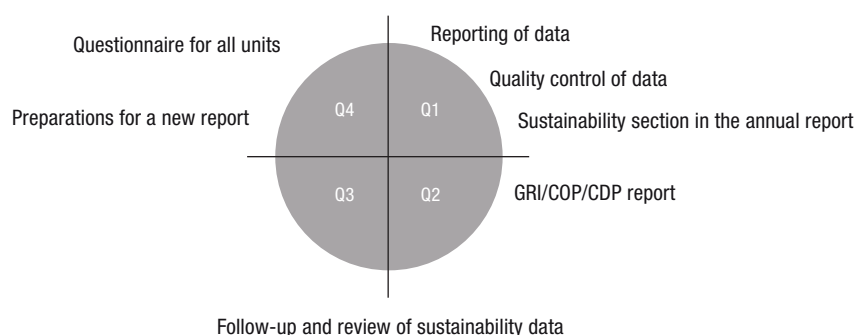 Questionnaire for all units
Reporting of data
Quality control of data
Preparations for a new report
Q4
Q1
Sustainability section in the annual report
Q3
Q2
GRI/COP/CDP report
Follow-up and review of sustainability data